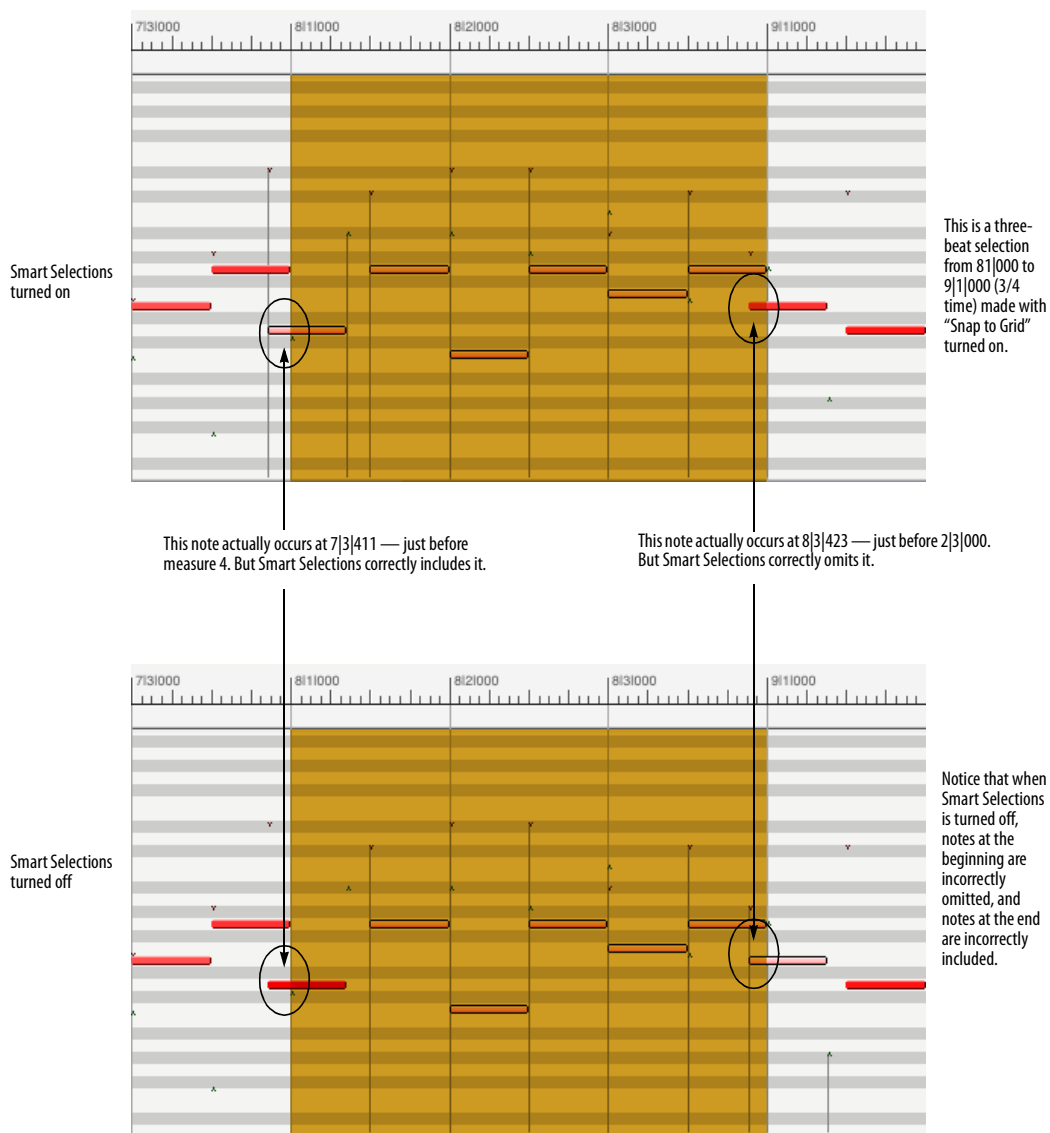 7|3|000 8|1|000 8|2|000 8|3|000 9|1|000
Smart Selections
turned on
This is a three-
beat selection
from 81|000 to
9|1|000 (3/4
time) made with
“Snap to Grid”
turned on.
This note actually occurs at 7|3|411 — just before
measure 4. But Smart Selections correctly includes it.
This note actually occurs at 8|3|423 — just before 2|3|000.
But Smart Selections correctly omits it.
7|3|000 8|1|000 8|2|000 8|3|000 9|1|000
Smart Selections
turned off
Notice that when
Smart Selections
is turned off,
notes at the
beginning are
incorrectly
omitted, and
notes at the end
are incorrectly
included.